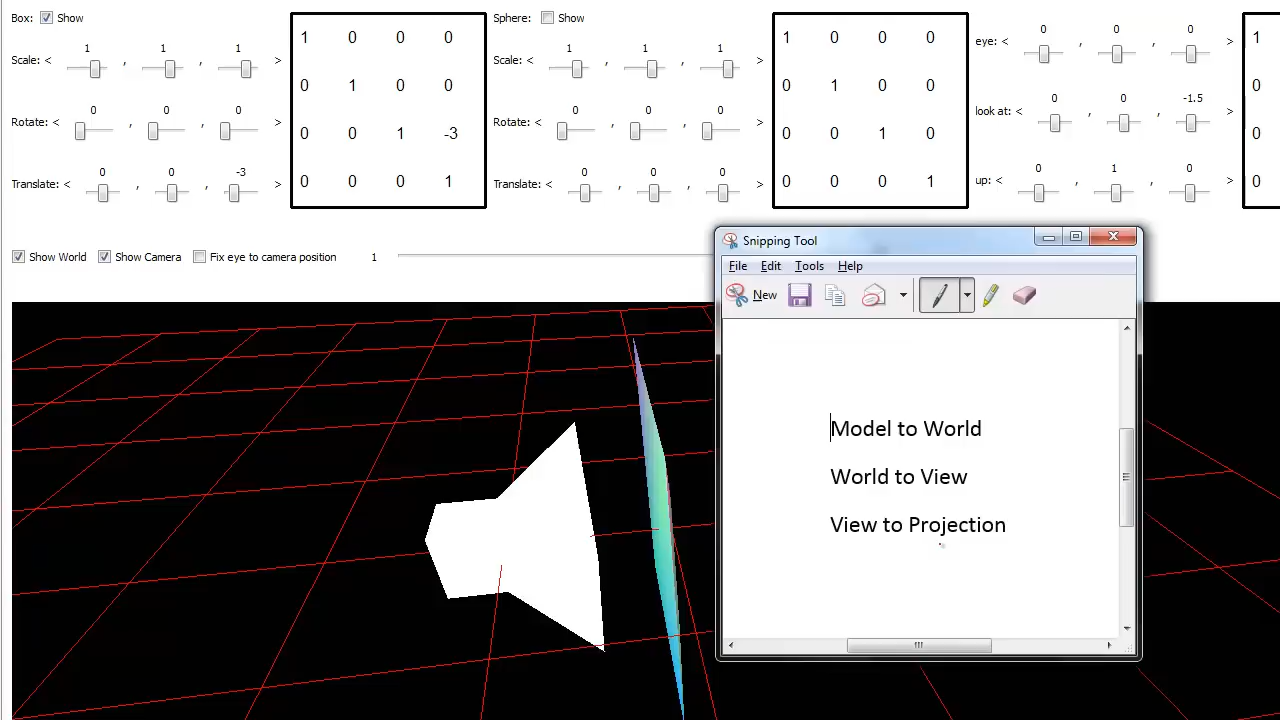 Box: Show
Scale: < 1 , 1 , 1 >
Rotate: < 0 , 0 , 0 >
Translate: < 0 , 0 , -3 >
1 0 0 0
0 1 0 0
0 0 1 -3
0 0 0 1
Sphere: Show
Scale: < 1 , 1 , 1 >
Rotate: < 0 , 0 , 0 >
Translate: < 0 , 0 , 0 >
1 0 0 0
0 1 0 0
0 0 1 0
0 0 0 1
eye: < 0 , 0 , 0 >
look at: < 0 , 0 , -1.5 >
up: < 0 , 1 , 0 >
1
0
0
0
Show World Show Camera Fix eye to camera position 1
Snipping Tool
File Edit Tools Help
New
Model to World
World to View
View to Projection